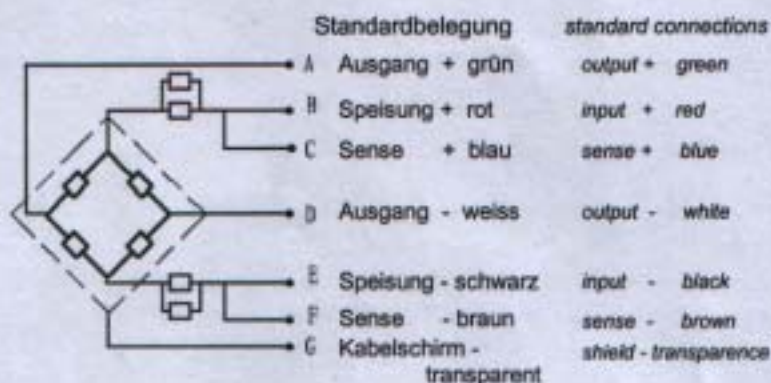 Standardbelegung standard connections
A Ausgang + grün output + green
B Speisung + rot input + red
C Sense + blau sense + blue
D Ausgang - weiss output - white
E Speisung - schwarz input - black
F Sense - braun sense - brown
G Kabelschirm - shield - transparence
transparent